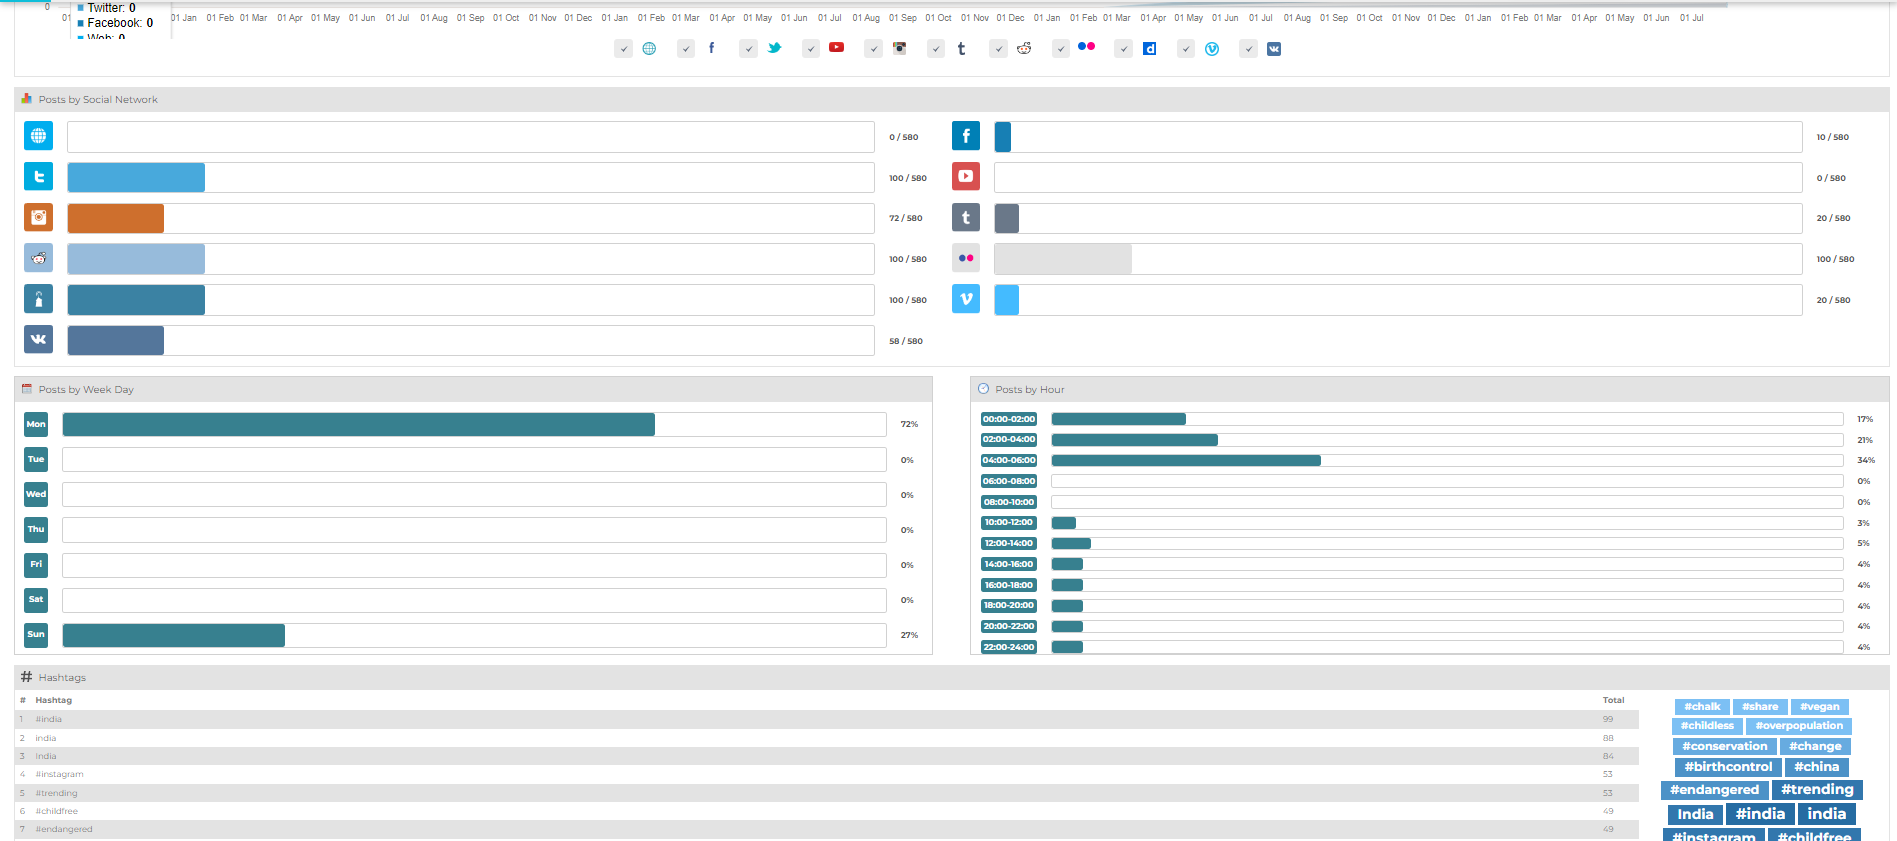 0
Twitter: 0
Facebook: 0
Web: 0
01 Jan 01 Feb 01 Mar 01 Apr 01 May 01 Jun 01 Jul 01 Aug 01 Sep 01 Oct 01 Nov 01 Dec 01 Jan 01 Feb 01 Mar 01 Apr 01 May 01 Jun 01 Jul 01 Aug 01 Sep 01 Oct 01 Nov 01 Dec 01 Jan 01 Feb 01 Mar 01 Apr 01 May 01 Jun 01 Jul 01 Aug 01 Sep 01 Oct 01 Nov 01 Dec 01 Jan 01 Feb 01 Mar 01 Apr 01 May 01 Jun 01 Jul
Posts by Social Network
0 / 580
10 / 580
100 / 580
0 / 580
72 / 580
20 / 580
100 / 580
100 / 580
100 / 580
20 / 580
58 / 580
Posts by Week Day
Mon 72%
Tue 0%
Wed 0%
Thu 0%
Fri 0%
Sat 0%
Sun 27%
Posts by Hour
00:00-02:00 17%
02:00-04:00 21%
04:00-06:00 34%
06:00-08:00 0%
08:00-10:00 0%
10:00-12:00 3%
12:00-14:00 5%
14:00-16:00 4%
16:00-18:00 4%
18:00-20:00 4%
20:00-22:00 4%
22:00-24:00 4%
# Hashtags
# Hashtag Total
1 #india 99
2 india 88
3 India 84
4 #instagram 53
5 #trending 53
6 #childfree 49
7 #endangered 49
#chalk #share #vegan
#childless #overpopulation
#conservation #change
#birthcontrol #china
#endangered #trending
India #india india
#instagram #childfree